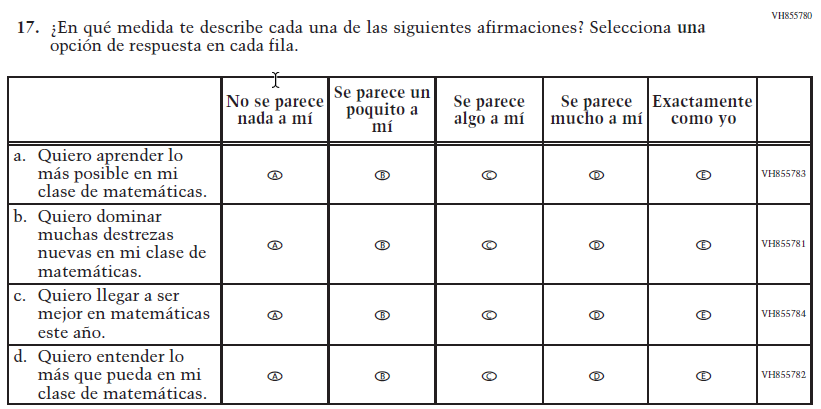 VH855780
17. ¿En qué medida te describe cada una de las siguientes afirmaciones? Selecciona una
opción de respuesta en cada fila.
No se parece
nada a mí
Se parece un
poquito a
mí
Se parece
algo a mí
Se parece
mucho a mí
Exactamente
como yo
a. Quiero aprender lo
más posible en mi
clase de matemáticas.
A B C D E VH855783
b. Quiero dominar
muchas destrezas
nuevas en mi clase de
matemáticas.
A B C D E VH855781
c. Quiero llegar a ser
mejor en matemáticas
este año.
A B C D E VH855784
d. Quiero entender lo
más que pueda en mi
clase de matemáticas.
A B C D E VH855782